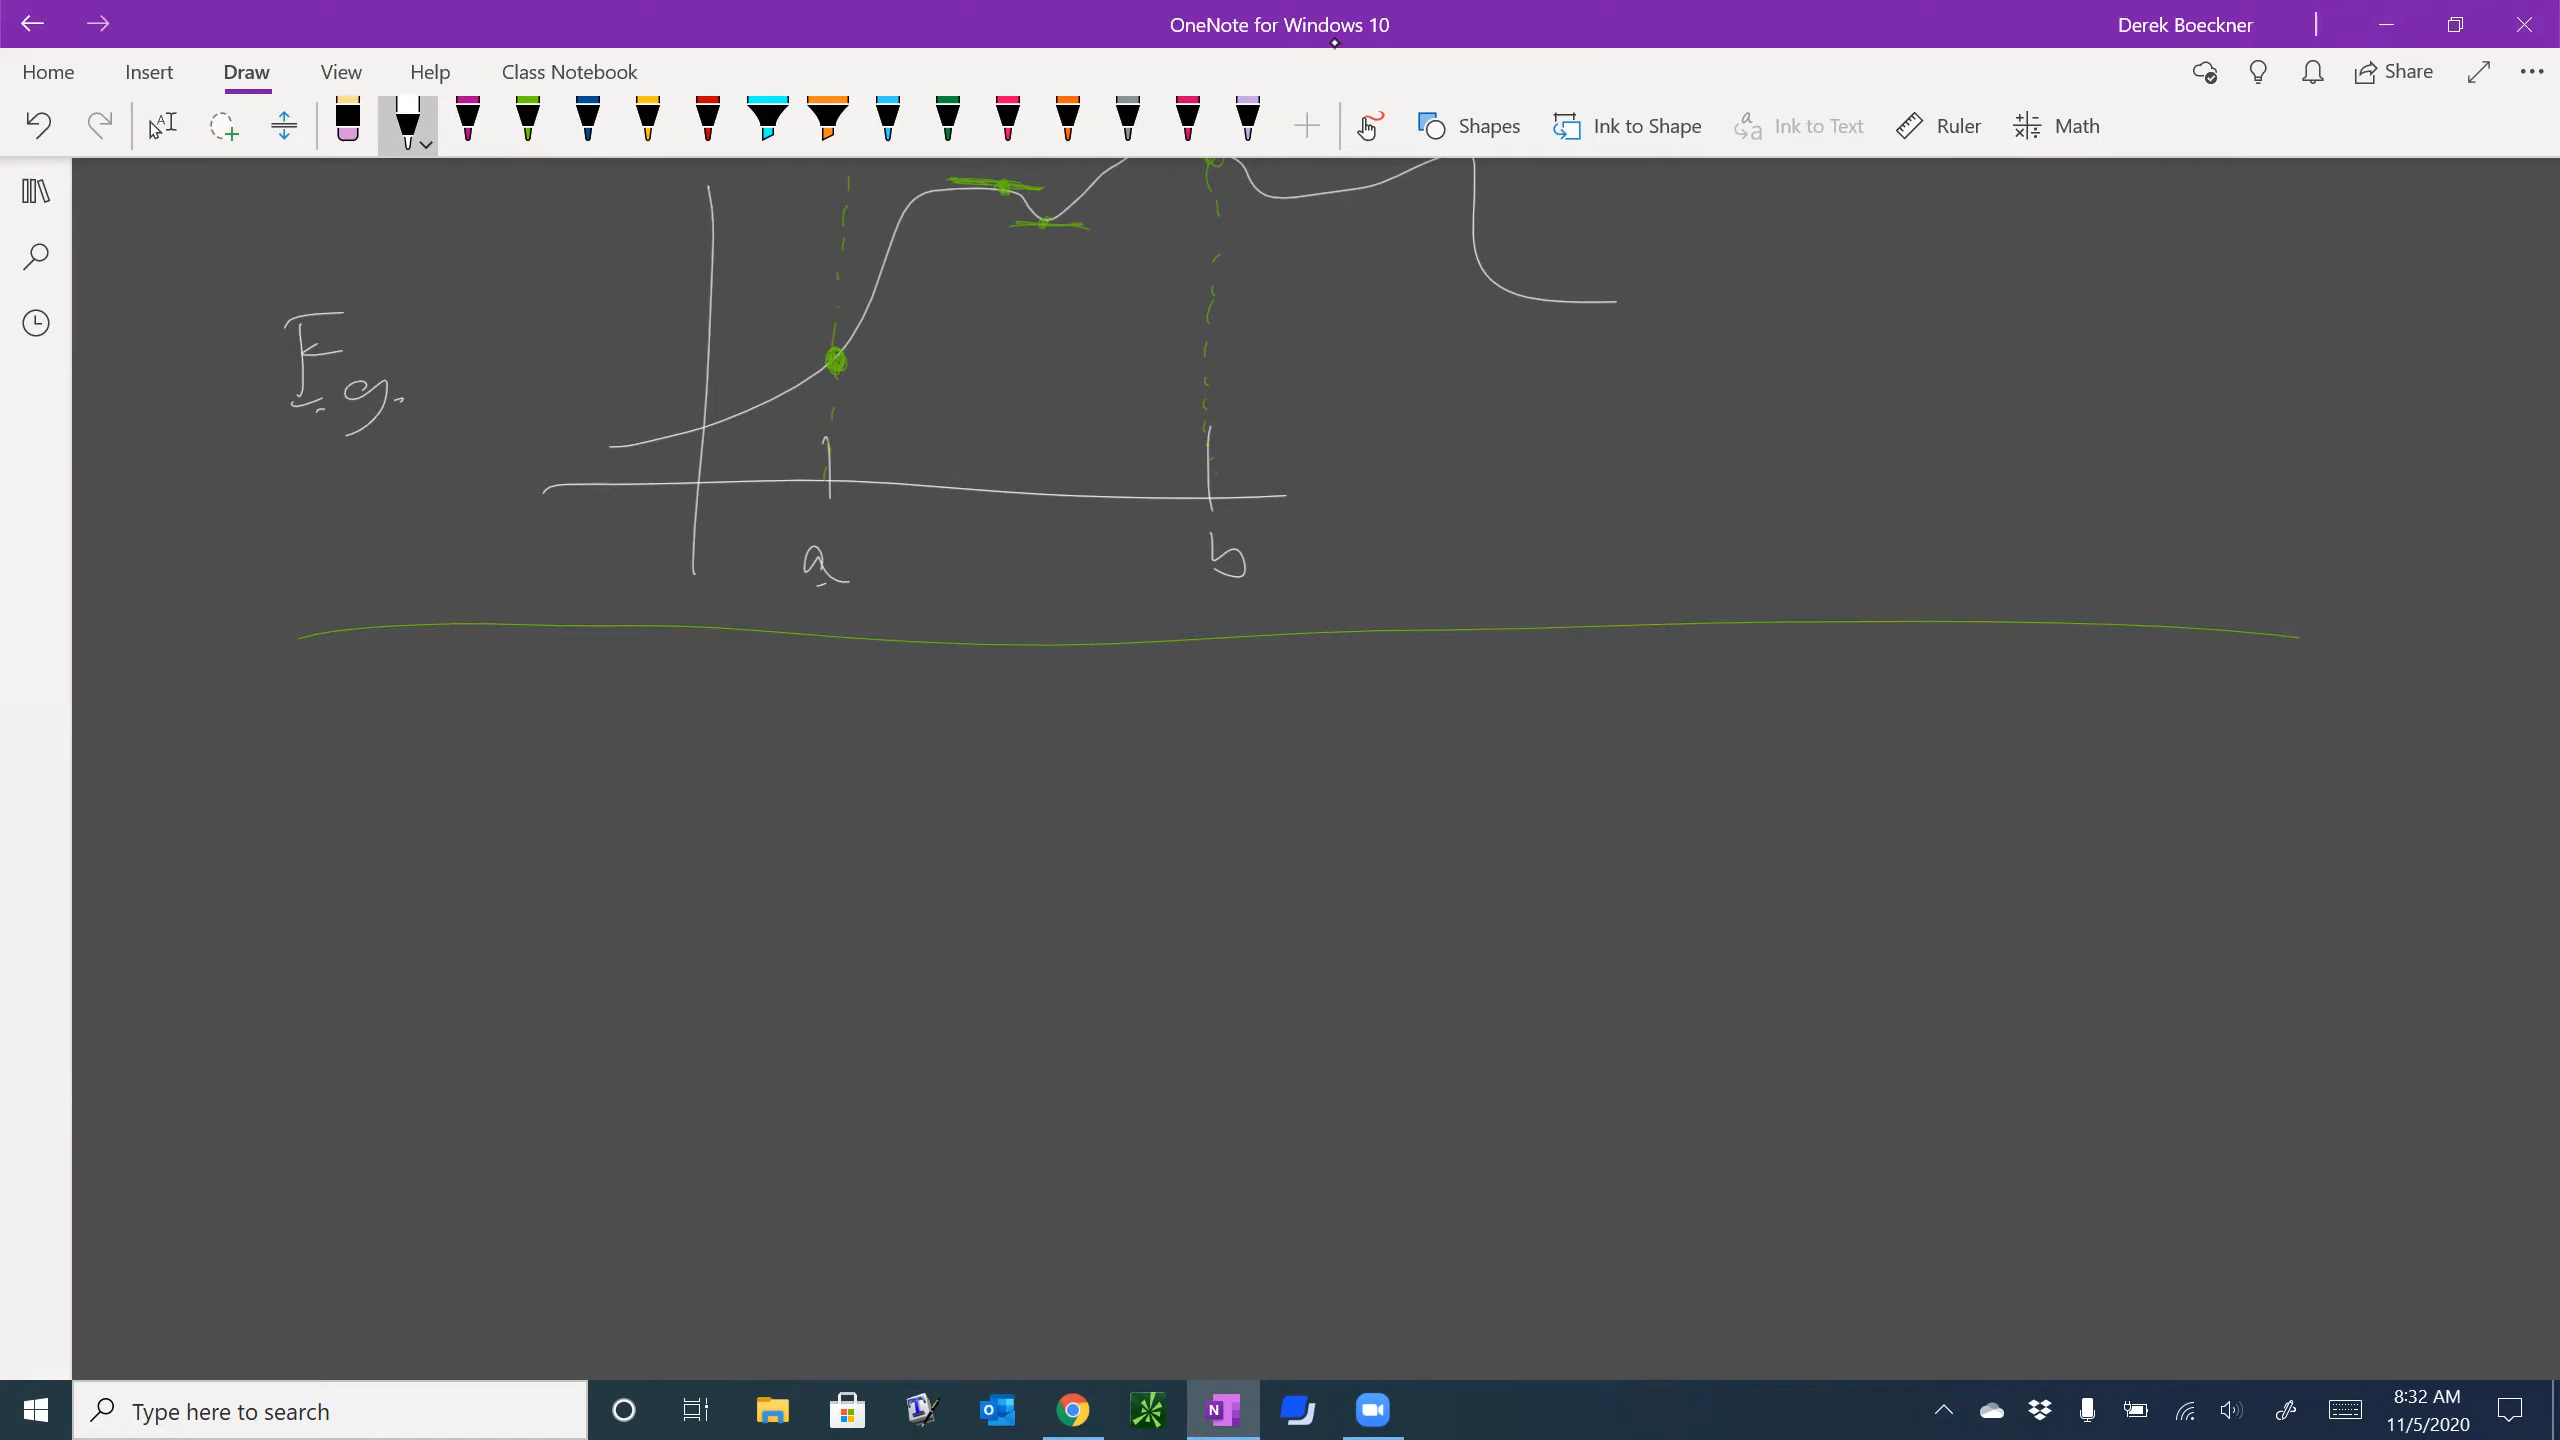 OneNote for Windows 10
Derek Boeckner
Home Insert Draw View Help Class Notebook
Share
Shapes Ink to Shape Ink to Text Ruler Math
E.g.
a b
Type here to search
8:32 AM
11/5/2020